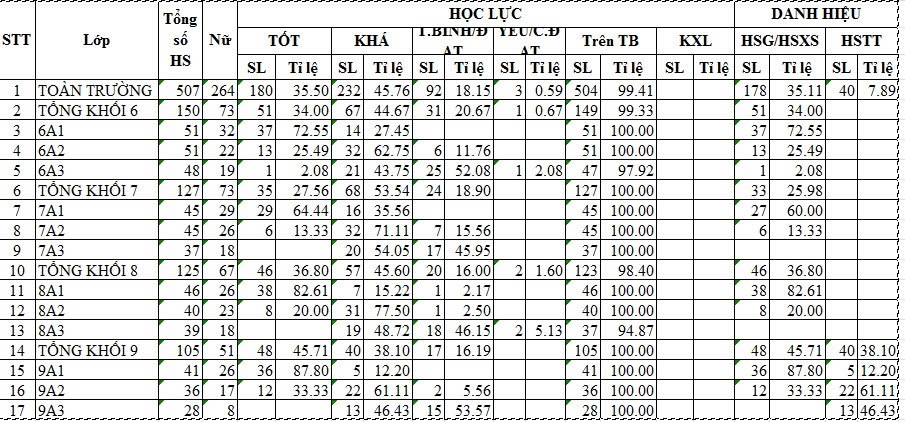 HỌC LỰC DANH HIỆU
STT Lớp Tổng số HS Nữ TỐT KHÁ T.BÌNH/Đ ẠT YẾU/C.Đ ẠT Trên TB KXL HSG/HSXS HSTT
SL Tỉ lệ SL Tỉ lệ SL Tỉ lệ SL Tỉ lệ SL Tỉ lệ SL Tỉ lệ SL Tỉ lệ SL Tỉ lệ
1 TOÀN TRƯỜNG 507 264 180 35.50 232 45.76 92 18.15 3 0.59 504 99.41 178 35.11 40 7.89
2 TỔNG KHỐI 6 150 73 51 34.00 67 44.67 31 20.67 1 0.67 149 99.33 51 34.00
3 6A1 51 32 37 72.55 14 27.45 51 100.00 37 72.55
4 6A2 51 22 13 25.49 32 62.75 6 11.76 51 100.00 13 25.49
5 6A3 48 19 1 2.08 21 43.75 25 52.08 1 2.08 47 97.92 1 2.08
6 TỔNG KHỐI 7 127 73 35 27.56 68 53.54 24 18.90 127 100.00 33 25.98
7 7A1 45 29 29 64.44 16 35.56 45 100.00 27 60.00
8 7A2 45 26 6 13.33 32 71.11 7 15.56 45 100.00 6 13.33
9 7A3 37 18 20 54.05 17 45.95 37 100.00
10 TỔNG KHỐI 8 125 67 46 36.80 57 45.60 20 16.00 2 1.60 123 98.40 46 36.80
11 8A1 46 26 38 82.61 7 15.22 1 2.17 46 100.00 38 82.61
12 8A2 40 23 8 20.00 31 77.50 1 2.50 40 100.00 8 20.00
13 8A3 39 18 19 48.72 18 46.15 2 5.13 37 94.87
14 TỔNG KHỐI 9 105 51 48 45.71 40 38.10 17 16.19 105 100.00 48 45.71 40 38.10
15 9A1 41 26 36 87.80 5 12.20 41 100.00 36 87.80 5 12.20
16 9A2 36 17 12 33.33 22 61.11 2 5.56 36 100.00 12 33.33 22 61.11
17 9A3 28 8 13 46.43 15 53.57 28 100.00 13 46.43